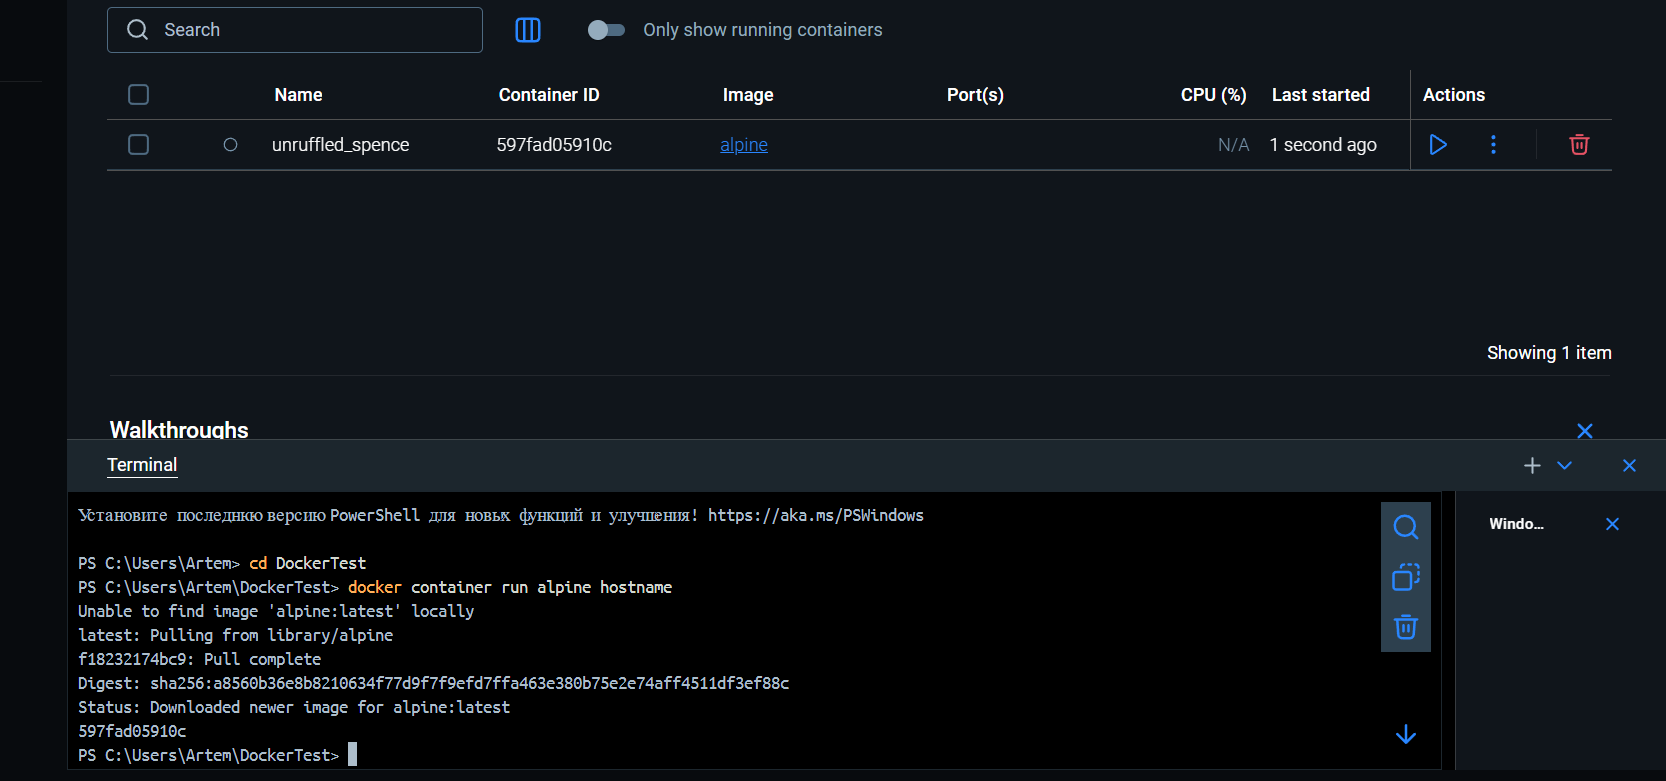 Search
Only show running containers
Name Container ID Image Port(s) CPU (%) Last started Actions
unruffled_spence 597fad05910c alpine N/A 1 second ago
Showing 1 item
Walkthroughs
Terminal
Установите последнюю версию PowerShell для новых функций и улучшения! https://aka.ms/PSWindows
Windo...
PS C:\Users\Artem> cd DockerTest
PS C:\Users\Artem\DockerTest> docker container run alpine hostname
Unable to find image 'alpine:latest' locally
latest: Pulling from library/alpine
f18232174bc9: Pull complete
Digest: sha256:a8560b36e8b8210634f77d9f7f9efd7ffa463e380b75e2e74aff4511df3ef88c
Status: Downloaded newer image for alpine:latest
597fad05910c
PS C:\Users\Artem\DockerTest>